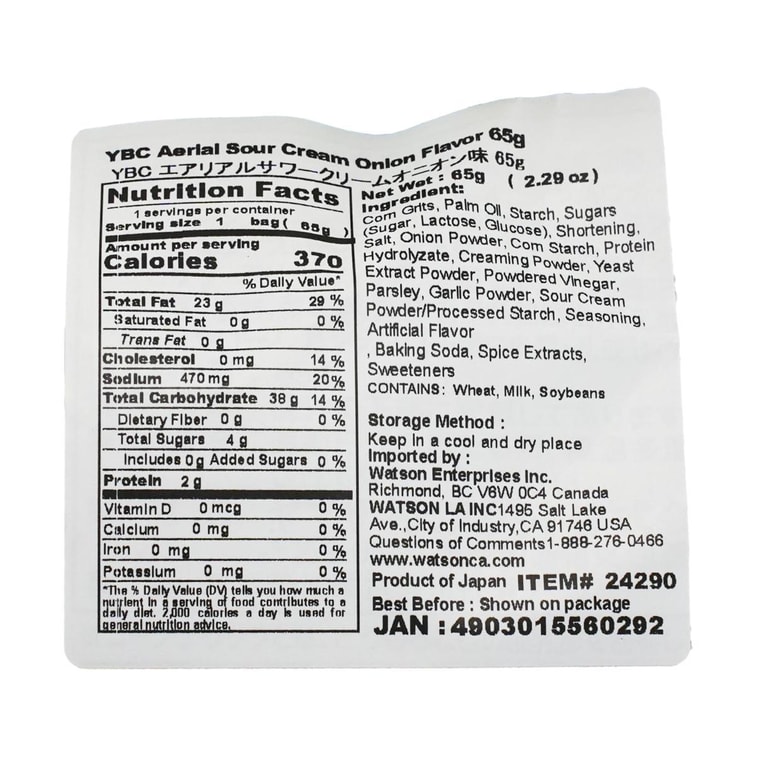 YBC Aerial Sour Cream Onion Flavor 65g
YBC エアリアルサワークリームオニオン味 65g
Nutrition Facts
1 servings per container
Serving size 1 bag( 65g )
Amount per serving
Calories 370
% Daily Value*
Total Fat 23 g 29 %
Saturated Fat 0 g 0 %
Trans Fat 0 g
Cholesterol 0 mg 14 %
Sodium 470 mg 20%
Total Carbohydrate 38 g 14 %
Dietary Fiber 0 g 0 %
Total Sugars 4 g
Includes 0 g Added Sugars 0 %
Protein 2 g
Vitamin D 0 mcg 0 %
Calcium 0 mg 0 %
Iron 0 mg 0 %
Potassium 0 mg 0 %
*The % Daily Value (DV) tells you how much a
nutrient in a serving of food contributes to a
daily diet. 2,000 calories a day is used for
general nutrition advice.
Net Wet : 65g ( 2.29 oz)
Ingredient:
Corn Grits, Palm Oil, Starch, Sugars
(Sugar, Lactose, Glucose), Shortening,
Salt, Onion Powder, Corn Starch, Protein
Hydrolyzate, Creaming Powder, Yeast
Extract Powder, Powdered Vinegar,
Parsley, Garlic Powder, Sour Cream
Powder/Processed Starch, Seasoning,
Artificial Flavor
, Baking Soda, Spice Extracts,
Sweeteners
CONTAINS: Wheat, Milk, Soybeans
Storage Method :
Keep in a cool and dry place
Imported by :
Watson Enterprises Inc.
Richmond, BC V6W 0C4 Canada
WATSON LA INC1495 Salt Lake
Ave.,City of Industry,CA 91746 USA
Questions of Comments1-888-276-0466
www.watsonca.com
Product of Japan ITEM# 24290
Best Before : Shown on package
JAN : 4903015560292